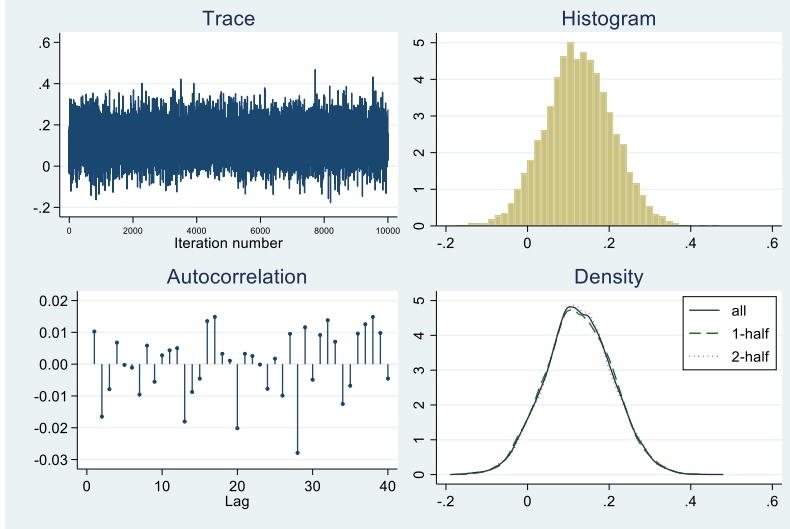 Trace
.6
.4
.2
0
-.2
0 2000 4000 6000 8000 10000
Iteration number
Histogram
5
4
3
2
1
0
-.2 0 .2 .4 .6
Autocorrelation
0.02
0.01
0.00
-0.01
-0.02
-0.03
0 10 20 30 40
Lag
Density
5
4
3
2
1
0
-.2 0 .2 .4 .6
all
1-half
2-half